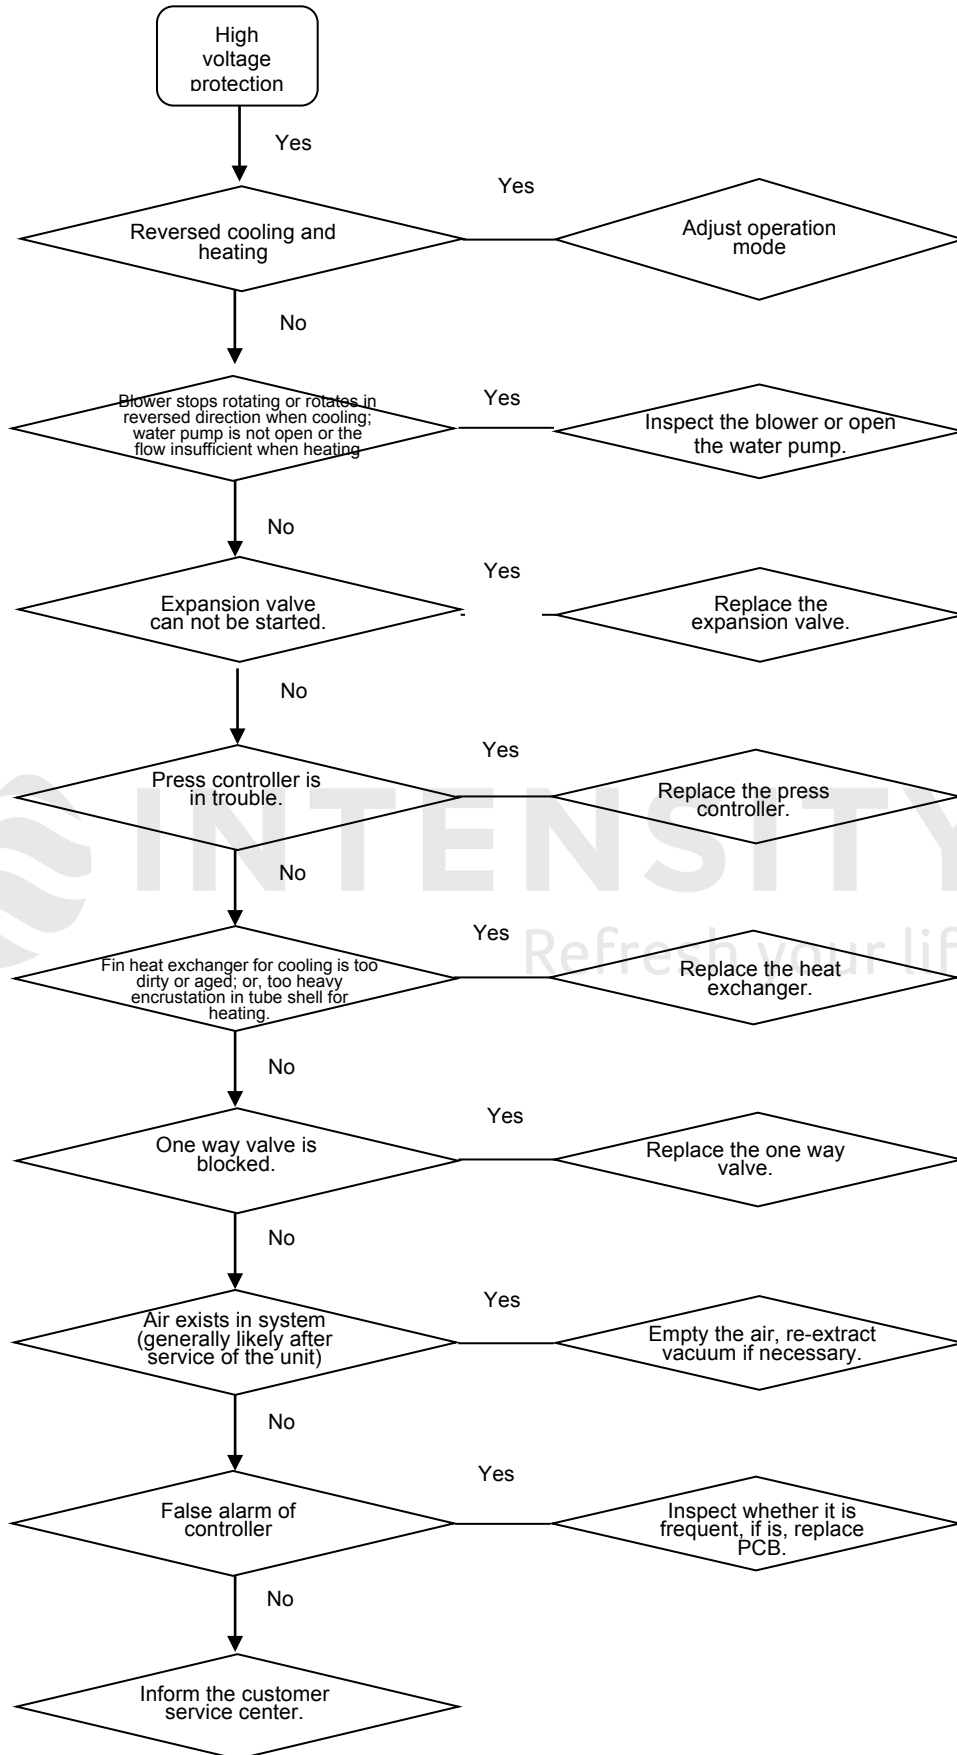 High
voltage
protection
Yes
Yes
Reversed cooling and
heating
Adjust operation
mode
No
Yes
Blower stops rotating or rotates in
reversed direction when cooling;
water pump is not open or the
flow insufficient when heating
Inspect the blower or open
the water pump.
No
Yes
Expansion valve
can not be started.
Replace the
expansion valve.
No
Yes
Press controller is
in trouble.
Replace the press
controller.
INTENSITY
No
Yes
Refresh your lif
Fin heat exchanger for cooling is too
dirty or aged; or, too heavy
encrustation in tube shell for
heating.
Replace the heat
exchanger.
No
Yes
One way valve is
blocked.
Replace the one way
valve.
No
Yes
Air exists in system
(generally likely after
service of the unit)
Empty the air, re-extract
vacuum if necessary.
No
Yes
False alarm of
controller
Inspect whether it is
frequent, if is, replace
PCB.
No
Inform the customer
service center.